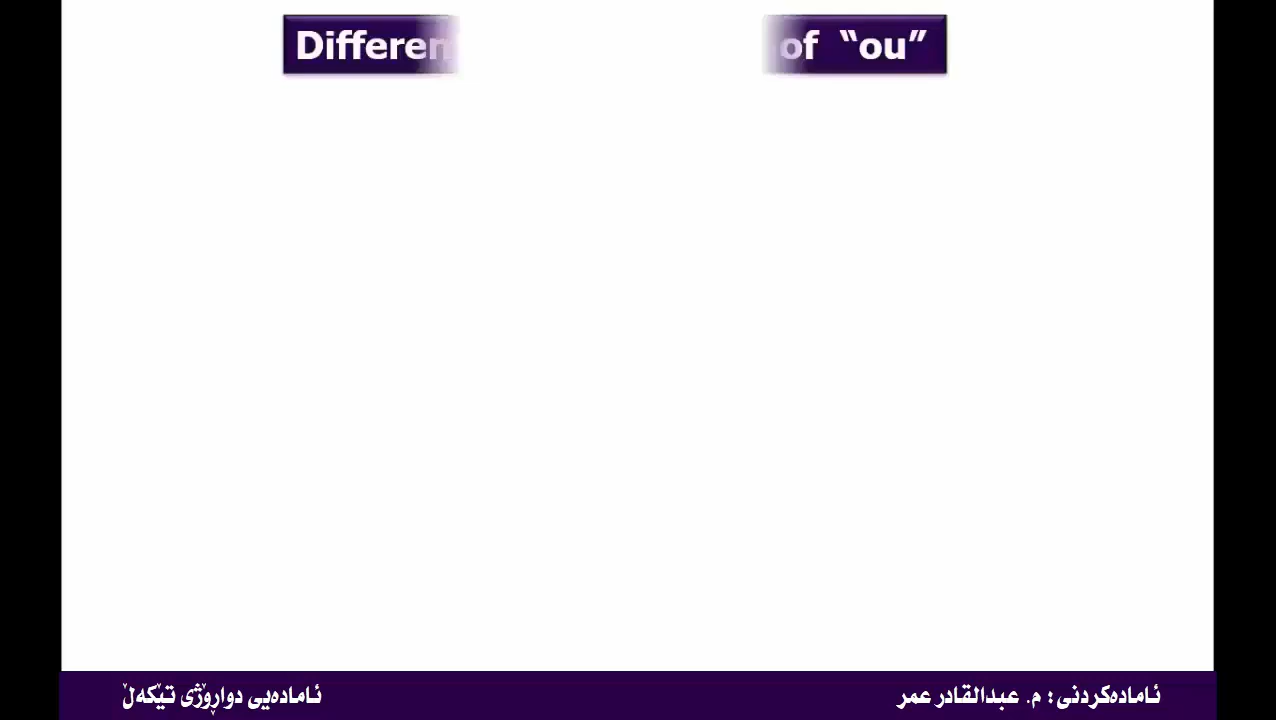 Differen of “ou”
ئامادەکردنی : م. عبدالقادر عمر
ئامادەیی دواڕۆژی تێکەڵ